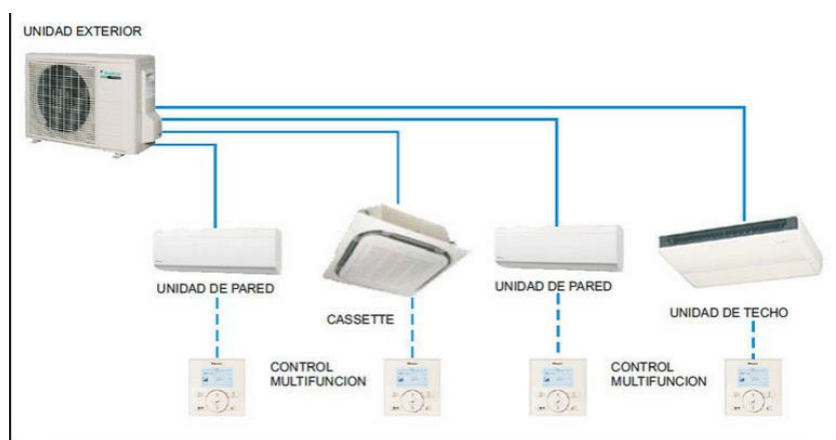 UNIDAD EXTERIOR
UNIDAD DE PARED
CASSETTE
UNIDAD DE PARED
UNIDAD DE TECHO
CONTROL
MULTIFUNCION
CONTROL
MULTIFUNCION